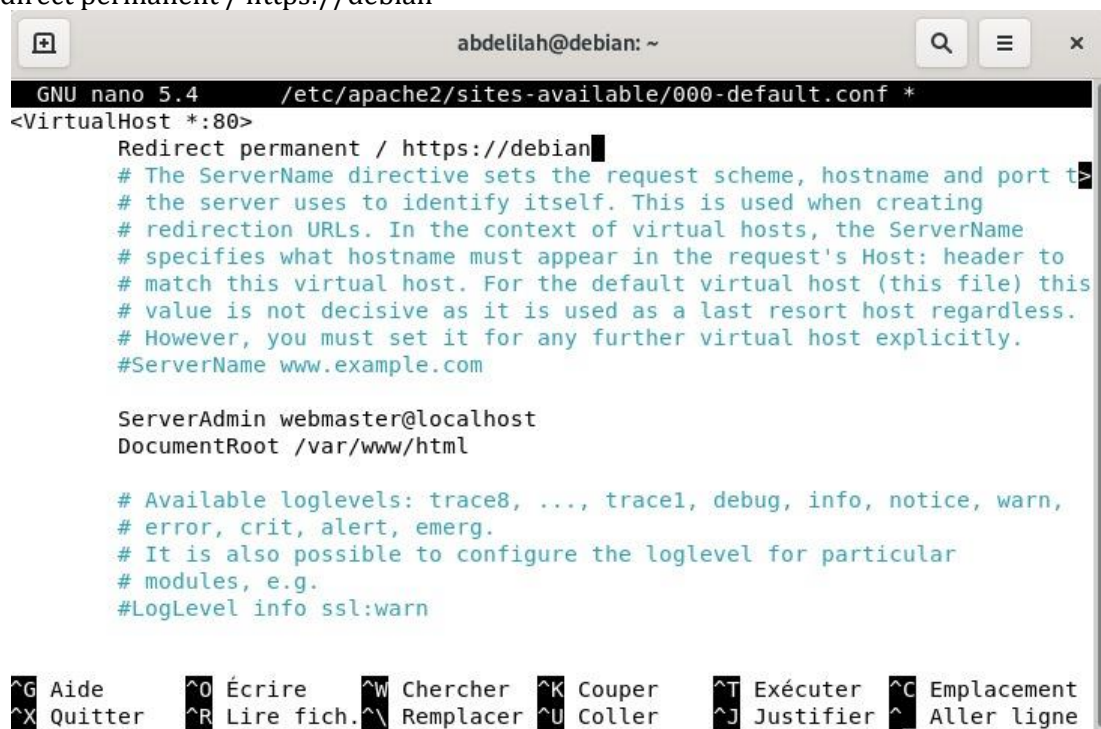 direct permanent / https://debian
abdelilah@debian: ~
GNU nano 5.4 /etc/apache2/sites-available/000-default.conf *
<VirtualHost *:80>
Redirect permanent / https://debian
# The ServerName directive sets the request scheme, hostname and port t>
# the server uses to identify itself. This is used when creating
# redirection URLs. In the context of virtual hosts, the ServerName
# specifies what hostname must appear in the request's Host: header to
# match this virtual host. For the default virtual host (this file) this
# value is not decisive as it is used as a last resort host regardless.
# However, you must set it for any further virtual host explicitly.
#ServerName www.example.com
ServerAdmin webmaster@localhost
DocumentRoot /var/www/html
# Available loglevels: trace8, ..., trace1, debug, info, notice, warn,
# error, crit, alert, emerg.
# It is also possible to configure the loglevel for particular
# modules, e.g.
#LogLevel info ssl:warn
^G Aide ^O Écrire ^W Chercher ^K Couper ^T Exécuter ^C Emplacement
^X Quitter ^R Lire fich. ^\ Remplacer ^U Coller ^J Justifier ^_ Aller ligne